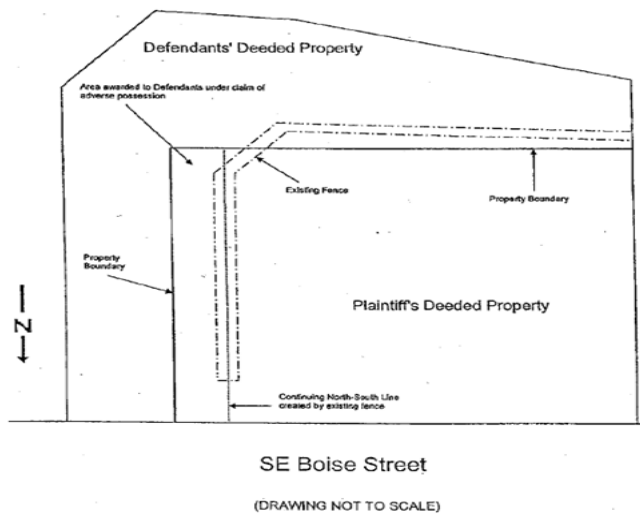 Defendants' Deeded Property
Area awarded to Defendants under claim of
adverse possession
Existing Fence
Property Boundary
Property
Boundary
Plaintiff's Deeded Property
N
Continuing North-South Line
created by existing fence
SE Boise Street
(DRAWING NOT TO SCALE)